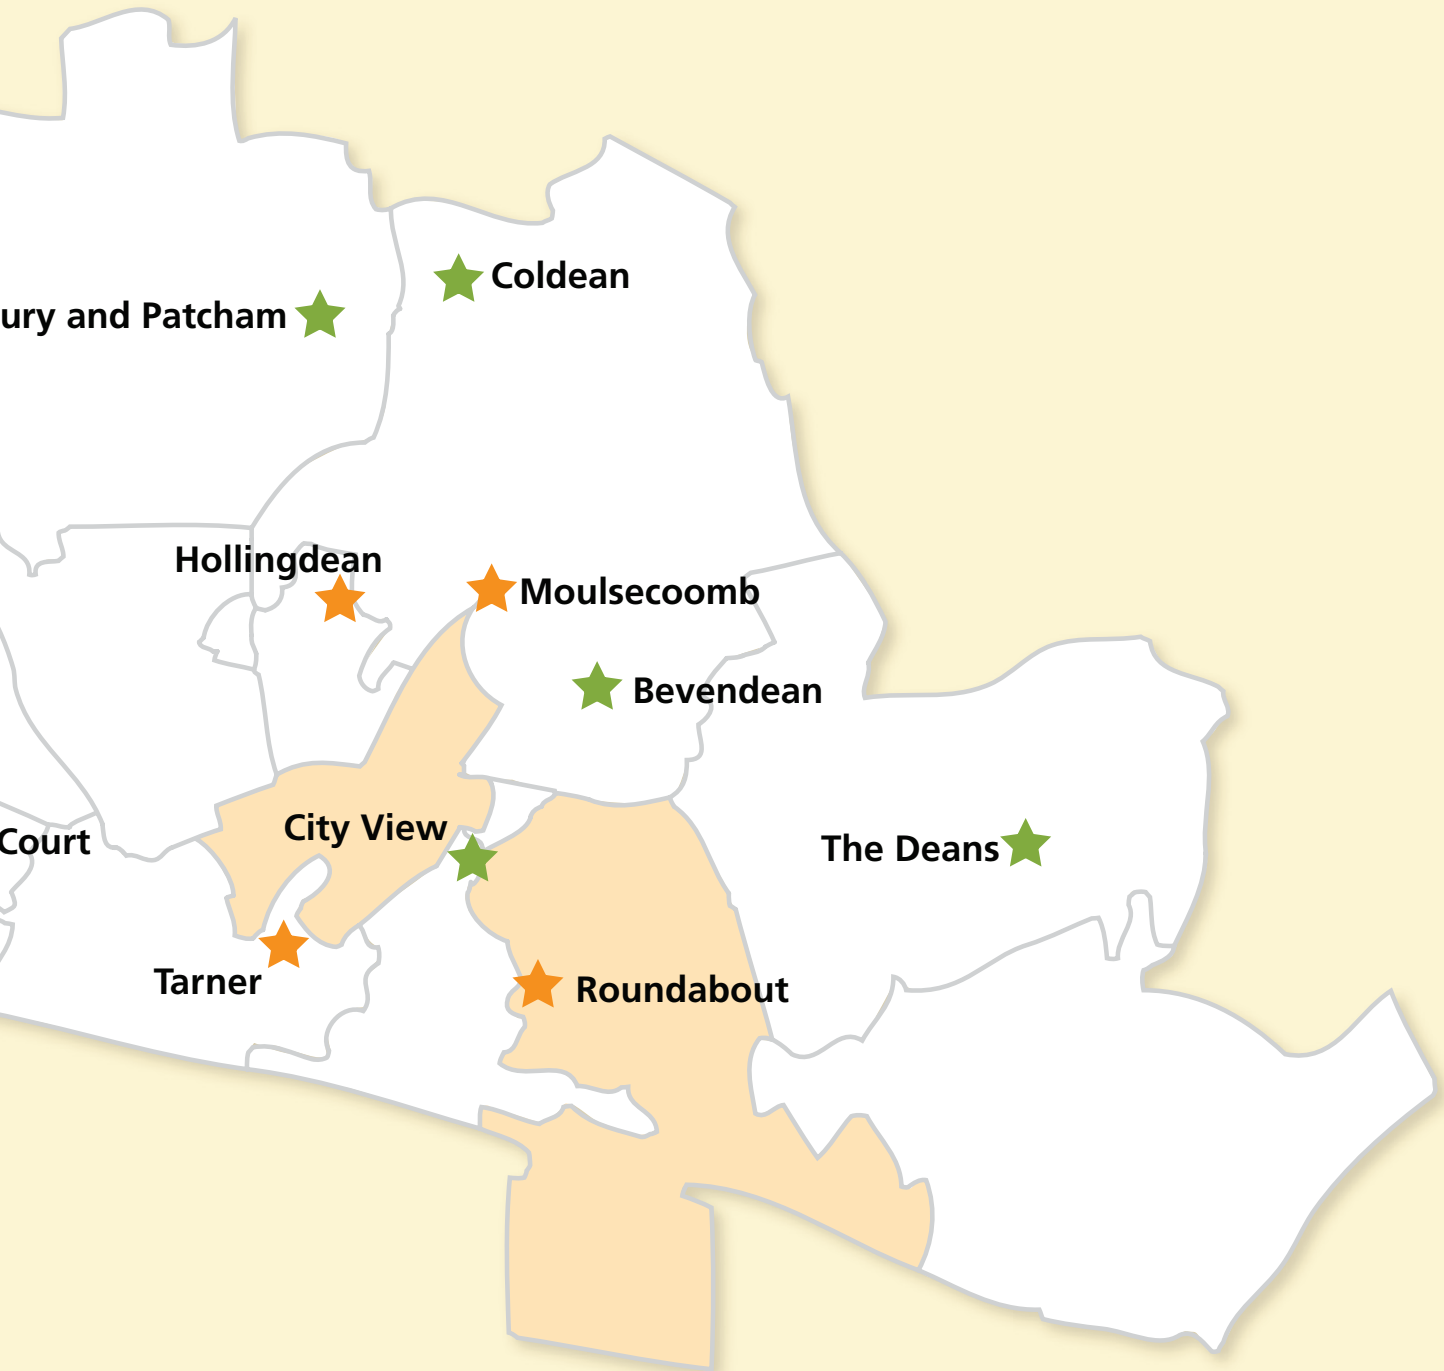 Coldean
ury and Patcham
Hollingdean
Moulsecoomb
Bevendean
City View
Court
The Deans
Tarner
Roundabout